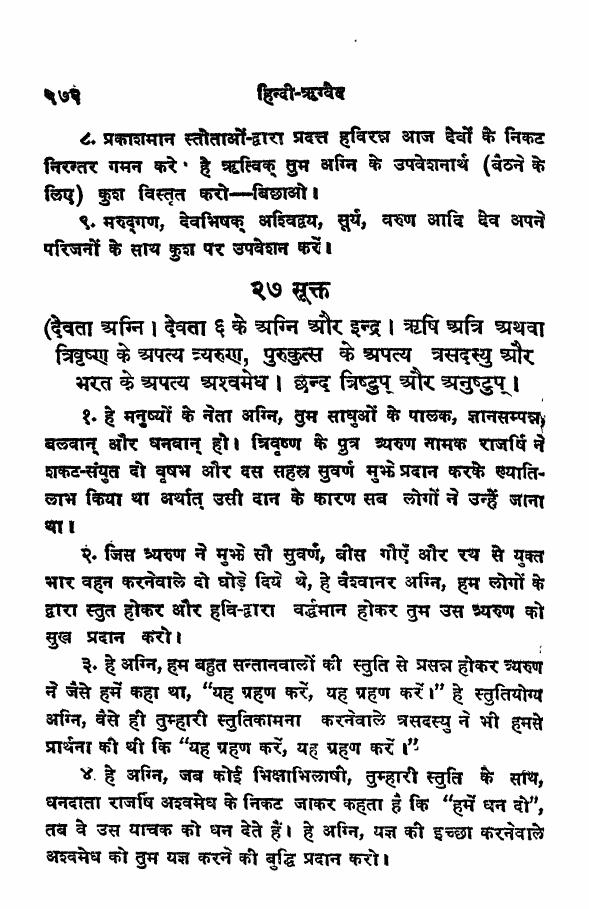 ५७२ हिन्दी-ऋग्वेद
८. प्रकाशमान स्तोताओं-द्वारा प्रदत्त हविरन्न आज देवों के निकट
निरन्तर गमन करे। हे ऋत्विक् तुम अग्नि के उपवेशनार्थ (बैठने के
लिए) कुश विस्तृत करो—बिछाओ।
९. मरुद्गण, देवभिषक् अश्विद्वय, सूर्य, वरुण आदि देव अपने
परिजनों के साथ कुश पर उपवेशन करें।
२७ सूक्त
(देवता अग्नि। देवता ६ के अग्नि और इन्द्र। ऋषि अत्रि अथवा
त्रिवृष्ण के अपत्य त्र्यरुण, पुरुकुत्स के अपत्य त्रसदस्यु और
भरत के अपत्य अश्वमेध। छन्द त्रिष्टुप् और अनुष्टुप्।
१. हे मनुष्यों के नेता अग्नि, तुम साधुओं के पालक, ज्ञानसम्पन्न,
बलवान् और धनवान् हो। त्रिवृष्ण के पुत्र त्र्यरुण नामक राजर्षि ने
शकट-संयुत दो वृषभ और दस सहस्र सुवर्ण मुझे प्रदान करके ख्याति-
लाभ किया था अर्थात् उसी दान के कारण सब लोगों ने उन्हें जाना
था।
२. जिस त्र्यरुण ने मुझे सौ सुवर्ण, बीस गौएँ और रथ से युक्त
भार वहन करनेवाले दो घोड़े दिये थे, हे वैश्वानर अग्नि, हम लोगों के
द्वारा स्तुत होकर और हवि-द्वारा वर्द्धमान होकर तुम उस त्र्यरुण को
सुख प्रदान करो।
३. हे अग्नि, हम बहुत सन्तानवालों की स्तुति से प्रसन्न होकर त्र्यरुण
ने जैसे हमें कहा था, “यह ग्रहण करें, यह ग्रहण करें।” हे स्तुतियोग्य
अग्नि, वैसे ही तुम्हारी स्तुतिकामना करनेवाले त्रसदस्यु ने भी हमसे
प्रार्थना की थी कि “यह ग्रहण करें, यह ग्रहण करें।”
४. हे अग्नि, जब कोई भिक्षाभिलाषी, तुम्हारी स्तुति के साथ,
धनदाता राजर्षि अश्वमेध के निकट जाकर कहता है कि “हमें धन दो”,
तब वे उस याचक को धन देते हैं। हे अग्नि, यज्ञ की इच्छा करनेवाले
अश्वमेध को तुम यज्ञ करने की बुद्धि प्रदान करो।